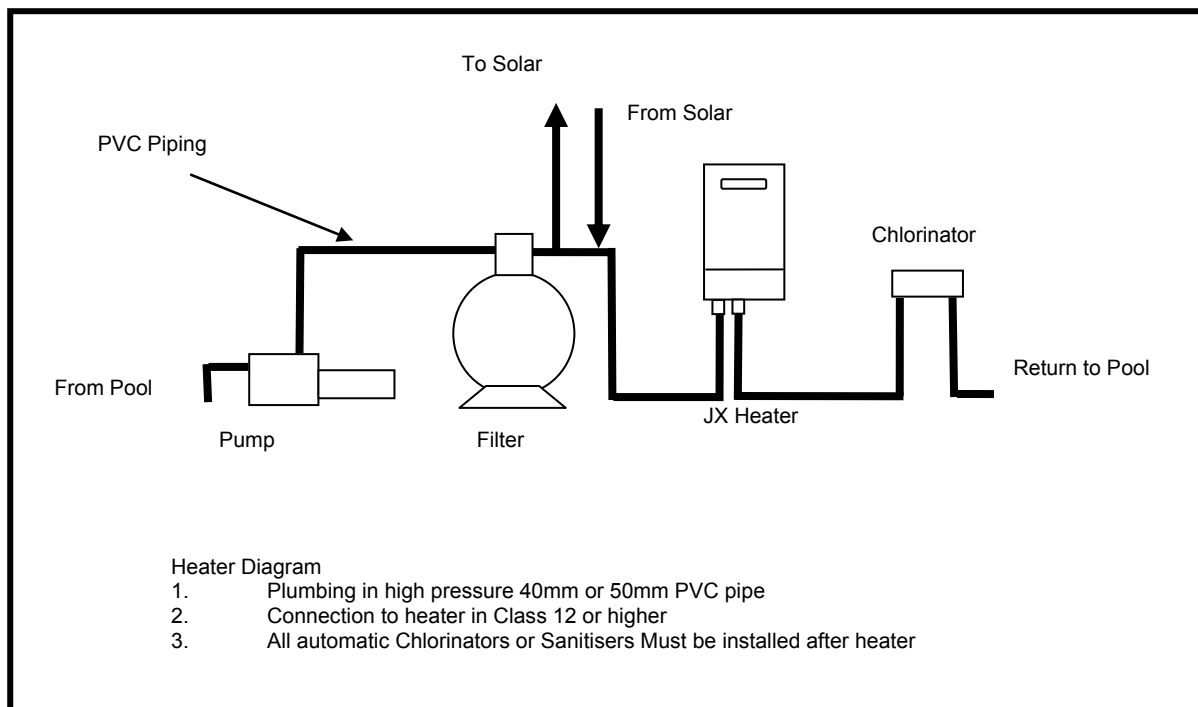 To Solar
From Solar
PVC Piping
Chlorinator
From Pool
Return to Pool
JX Heater
Pump
Filter
Heater Diagram
1. Plumbing in high pressure 40mm or 50mm PVC pipe
2. Connection to heater in Class 12 or higher
3. All automatic Chlorinators or Sanitisers Must be installed after heater